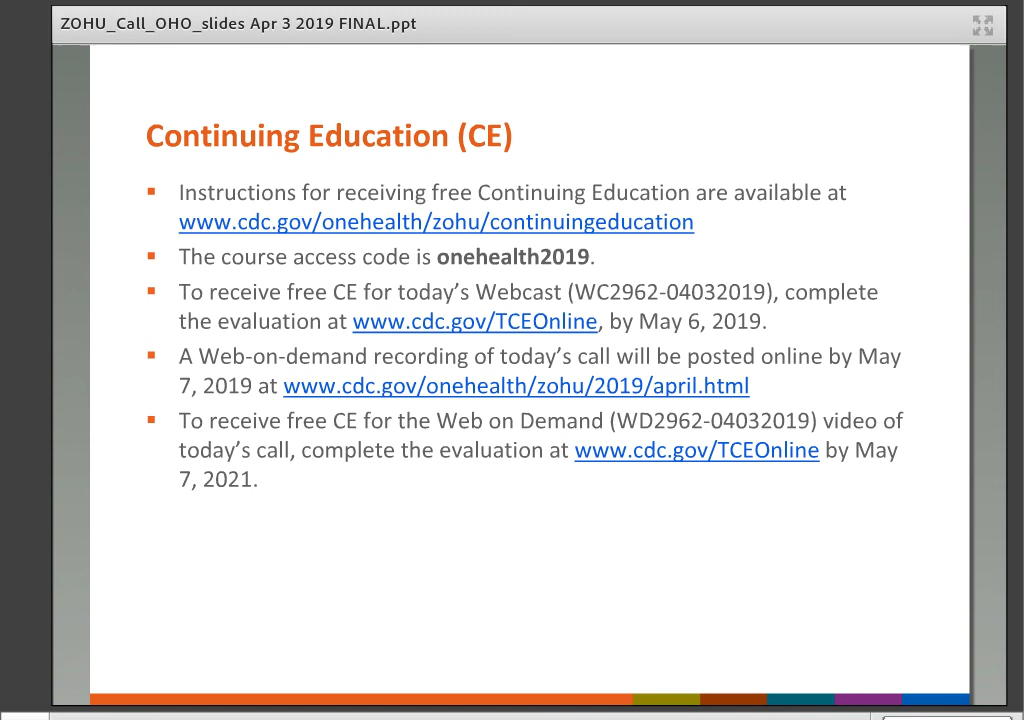 ZOHU_Call_OHO_slides Apr 3 2019 FINAL.ppt
Continuing Education (CE)
▪ Instructions for receiving free Continuing Education are available at
www.cdc.gov/onehealth/zohu/continuingeducation
▪ The course access code is onehealth2019.
▪ To receive free CE for today’s Webcast (WC2962-04032019), complete
the evaluation at www.cdc.gov/TCEOnline, by May 6, 2019.
▪ A Web-on-demand recording of today’s call will be posted online by May
7, 2019 at www.cdc.gov/onehealth/zohu/2019/april.html
▪ To receive free CE for the Web on Demand (WD2962-04032019) video of
today’s call, complete the evaluation at www.cdc.gov/TCEOnline by May
7, 2021.